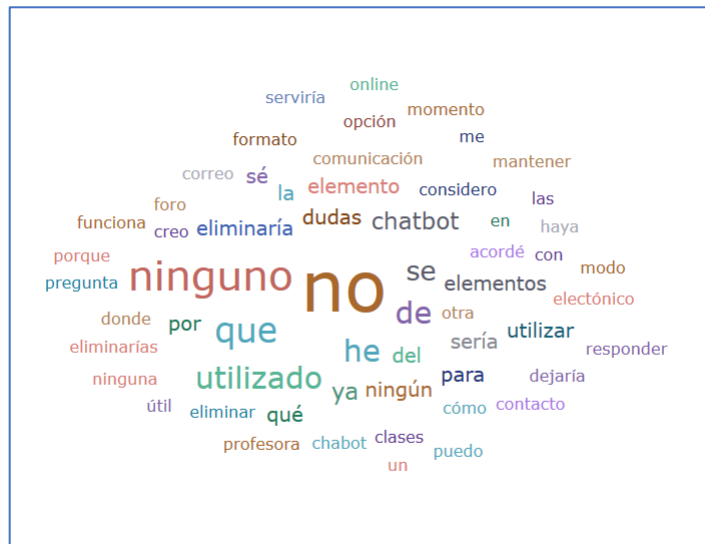 online
serviría
momento
opción
me
formato
comunicación
mantener
correo
sé
elemento
considero
la
las
foro
dudas
chatbot
en
funciona
creo
eliminaría
haya
porque
acordé
con
ninguno
no
se
modo
pregunta
elementos
electónico
donde
por
que
de
otra
utilizar
eliminarías
he
del
sería
responder
ninguna
utilizado
ya
ningún
para
dejaría
útil
eliminar
qué
cómo
contacto
profesora
chabot
clases
puedo
un